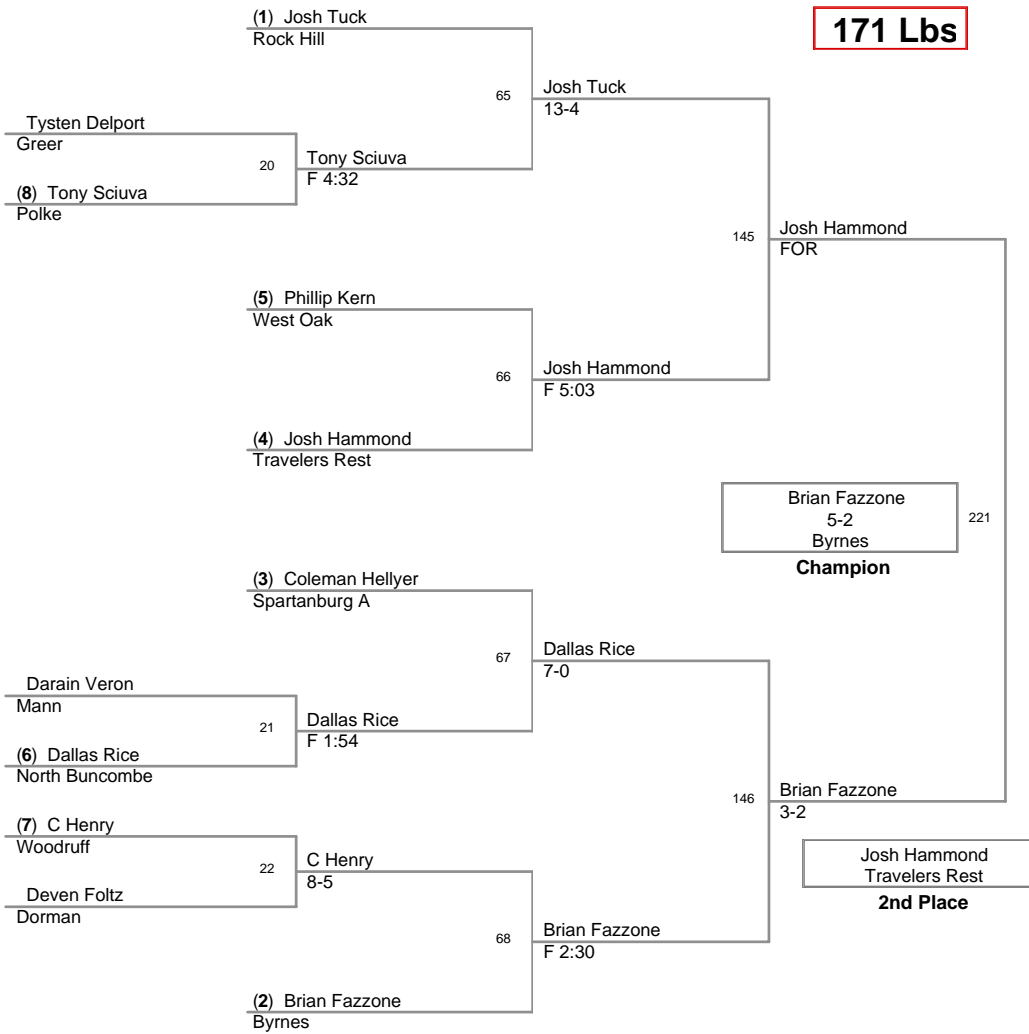 (1) Josh Tuck
Rock Hill
171 Lbs
65
Josh Tuck
13-4
Tysten Delport
Greer
20
Tony Sciuva
F 4:32
(8) Tony Sciuva
Polke
145
Josh Hammond
FOR
(5) Phillip Kern
West Oak
66
Josh Hammond
F 5:03
(4) Josh Hammond
Travelers Rest
Brian Fazzone
5-2
Byrnes
221
Champion
(3) Coleman Hellyer
Spartanburg A
67
Dallas Rice
7-0
Darain Veron
Mann
21
Dallas Rice
F 1:54
(6) Dallas Rice
North Buncombe
146
Brian Fazzone
3-2
(7) C Henry
Woodruff
22
C Henry
8-5
Deven Foltz
Dorman
Josh Hammond
Travelers Rest
2nd Place
68
Brian Fazzone
F 2:30
(2) Brian Fazzone
Byrnes